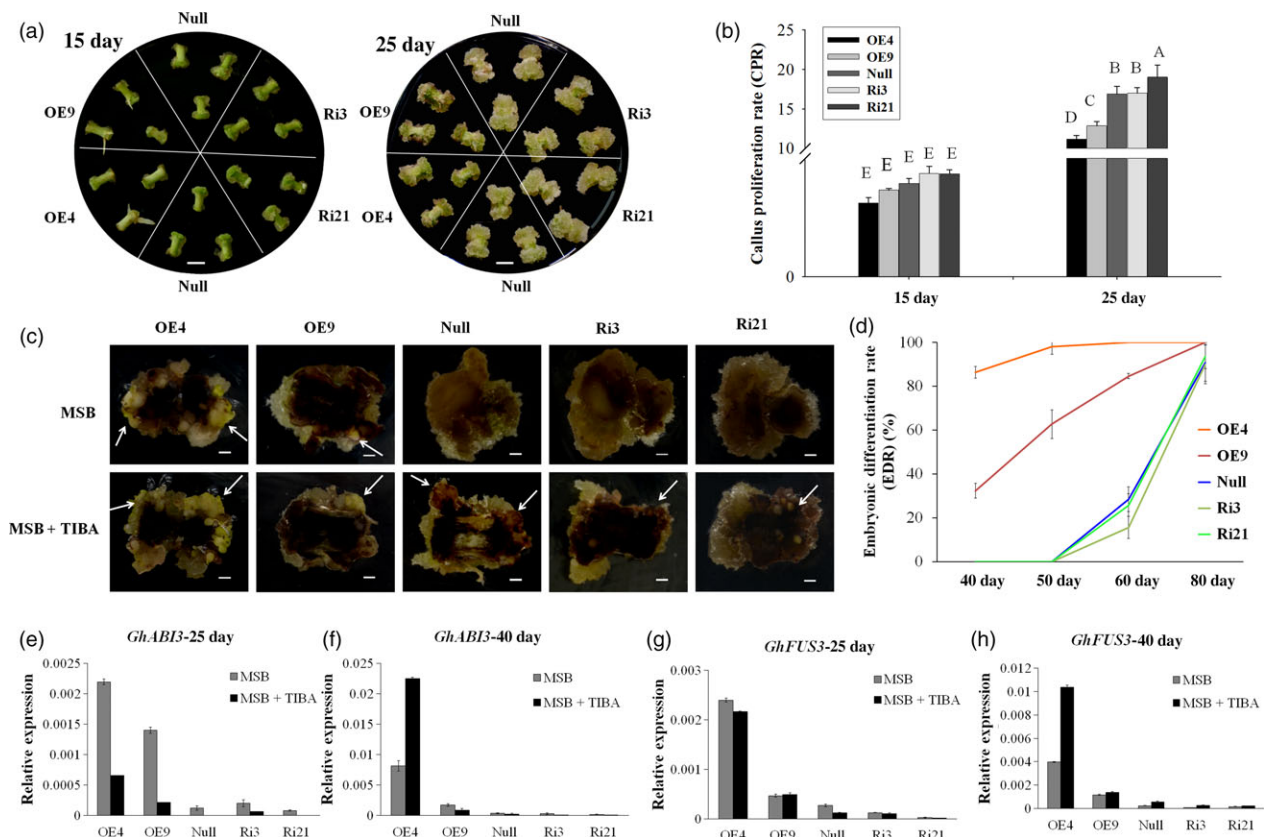 (a)
15 day
25 day
Null
Null
OE9
Ri3
OE9
Ri3
OE4
Ri21
OE4
Ri21
Null
Null
(b)
Callus proliferation rate (CPR)
25
20
15
10
0
OE4
OE9
Null
Ri3
Ri21
E E E E E
D C B B A
15 day 25 day
(c)
OE4 OE9 Null Ri3 Ri21
MSB
MSB + TIBA
(d)
Embryonic differentiation rate
(EDR) (%)
100
80
60
40
20
0
OE4
OE9
Null
Ri3
Ri21
40 day 50 day 60 day 80 day
(e)
GhABI3-25 day
Relative expression
0.0025
0.002
0.0015
0.001
0.0005
0
MSB
MSB + TIBA
OE4 OE9 Null Ri3 Ri21
(f)
GhABI3-40 day
Relative expression
0.025
0.02
0.015
0.01
0.005
0
MSB
MSB + TIBA
OE4 OE9 Null Ri3 Ri21
(g)
GhFUS3-25 day
Relative expression
0.003
0.002
0.001
0
MSB
MSB + TIBA
OE4 OE9 Null Ri3 Ri21
(h)
GhFUS3-40 day
Relative expression
0.012
0.01
0.008
0.006
0.004
0.002
0
MSB
MSB + TIBA
OE4 OE9 Null Ri3 Ri21